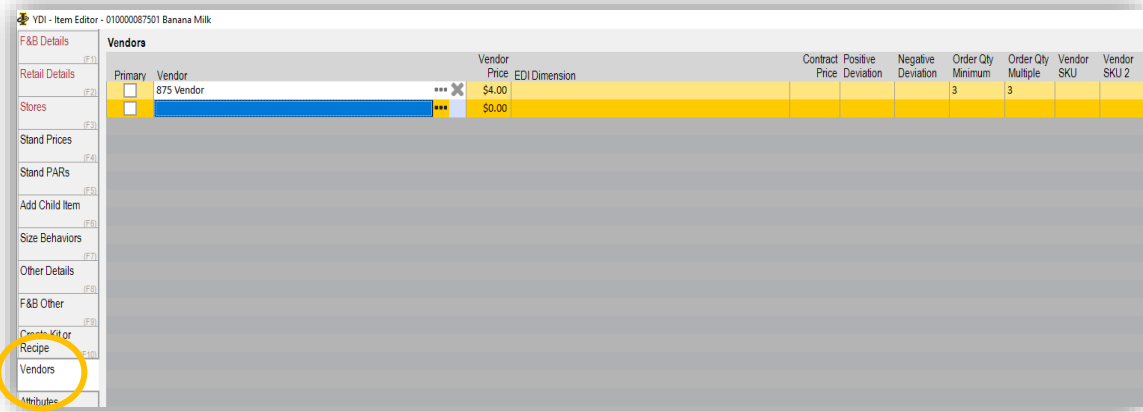 YDI - Item Editor - 010000087501 Banana Milk
F&B Details
(F1)
Retail Details
(F2)
Stores
(F3)
Stand Prices
(F4)
Stand PARs
(F5)
Add Child Item
(F6)
Size Behaviors
(F7)
Other Details
(F8)
F&B Other
(F9)
Create Kit or
Recipe
(F10)
Vendors
Attributes
Vendors
Primary Vendor Vendor Price EDI Dimension Contract Price Positive Deviation Negative Deviation Order Qty Minimum Order Qty Multiple Vendor SKU Vendor SKU 2
875 Vendor $4.00 3 3
$0.00